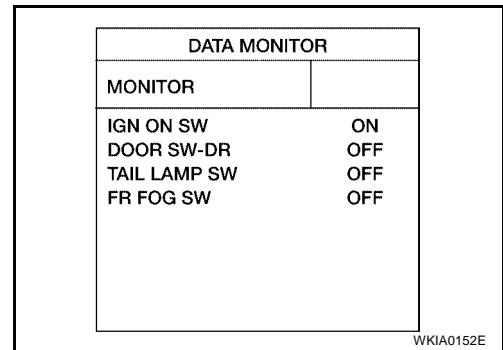 DATA MONITOR
MONITOR
IGN ON SW ON
DOOR SW-DR OFF
TAIL LAMP SW OFF
FR FOG SW OFF
WKIA0152E